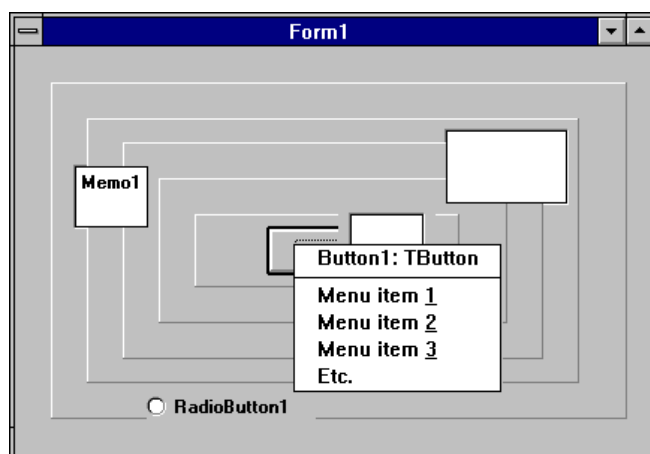 Form1
Memo1
Button1: TButton
Menu item 1
Menu item 2
Menu item 3
Etc.
RadioButton1